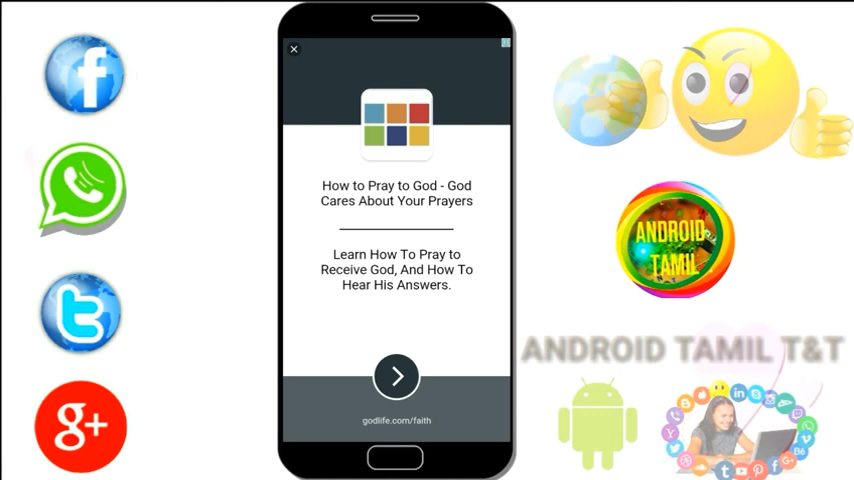 How to Pray to God - God
Cares About Your Prayers
Learn How To Pray to
Receive God, And How To
Hear His Answers.
godlife.com/faith
ANDROID
TAMIL
ANDROID TAMIL T&T
g+